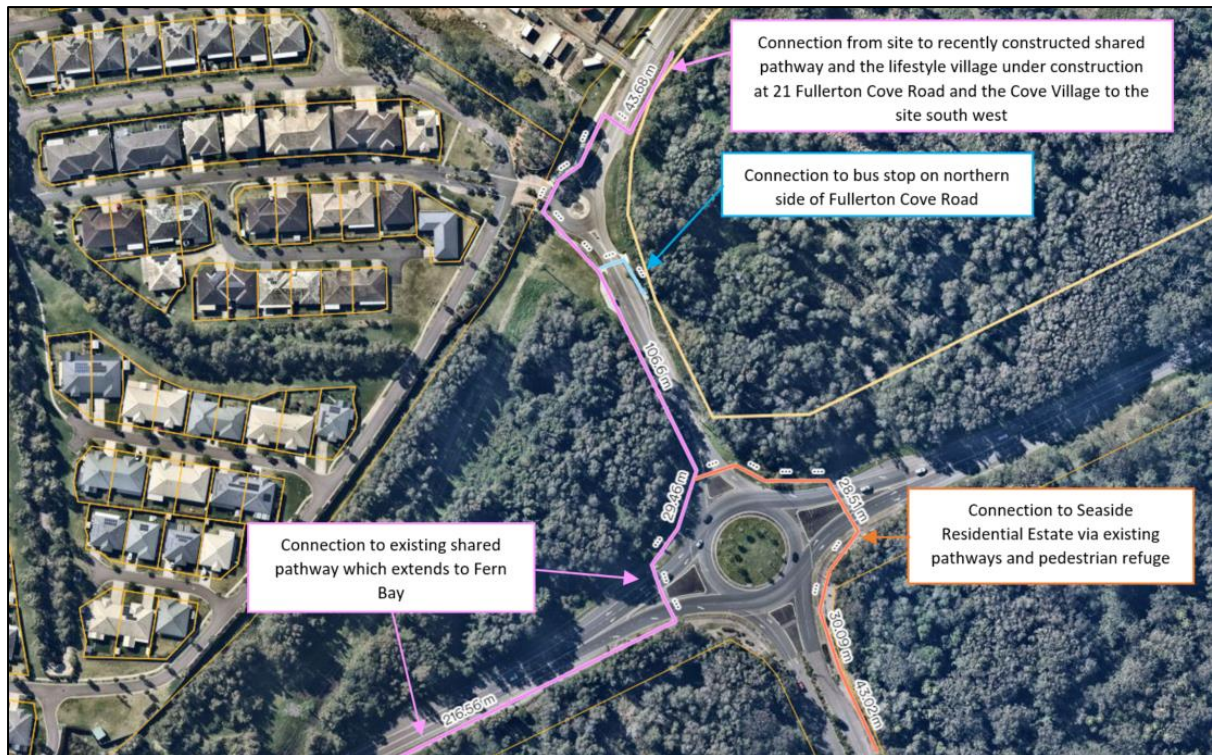 Connection from site to recently constructed shared
pathway and the lifestyle village under construction
at 21 Fullerton Cove Road and the Cove Village to the
site south west
43.68 m
Connection to bus stop on northern
side of Fullerton Cove Road
106.6 m
29.46 m
28.51 m
Connection to Seaside
Residential Estate via existing
pathways and pedestrian refuge
Connection to existing shared
pathway which extends to Fern
Bay
30.09 m
43.02 m
216.56 m